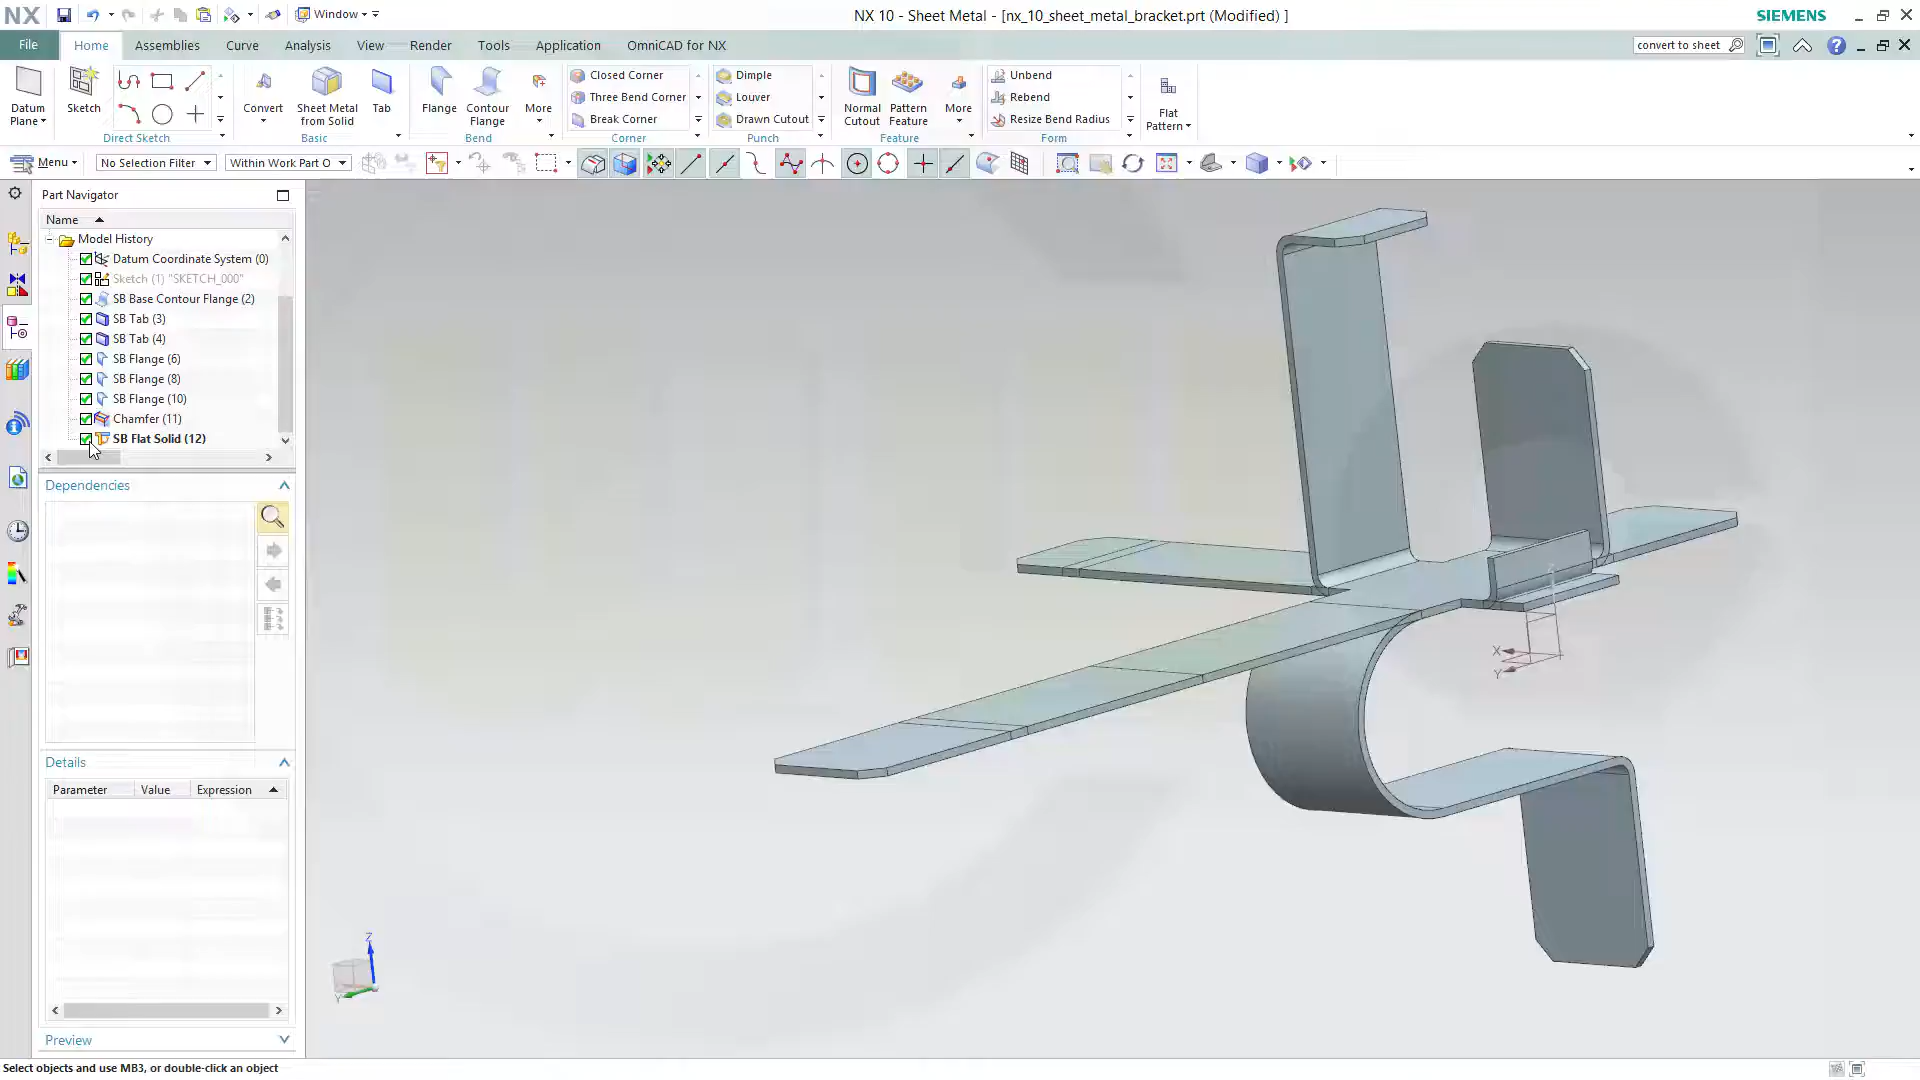 NX
Window
NX 10 - Sheet Metal - [nx_10_sheet_metal_bracket.prt (Modified) ]
SIEMENS
File
Home
Assemblies
Curve
Analysis
View
Render
Tools
Application
OmniCAD for NX
convert to sheet
Datum Plane
Sketch
Direct Sketch
Convert
Sheet Metal from Solid
Tab
Basic
Flange
Contour Flange
More
Bend
Closed Corner
Three Bend Corner
Break Corner
Corner
Dimple
Louver
Drawn Cutout
Punch
Normal Cutout
Pattern Feature
More
Feature
Unbend
Rebend
Resize Bend Radius
Form
Flat Pattern
Menu
No Selection Filter
Within Work Part O
Part Navigator
Name
Model History
Datum Coordinate System (0)
Sketch (1) "SKETCH_000"
SB Base Contour Flange (2)
SB Tab (3)
SB Tab (4)
SB Flange (6)
SB Flange (8)
SB Flange (10)
Chamfer (11)
SB Flat Solid (12)
Dependencies
Details
Parameter
Value
Expression
Preview
Z
X
Y
Z
Y
Select objects and use MB3, or double-click an object